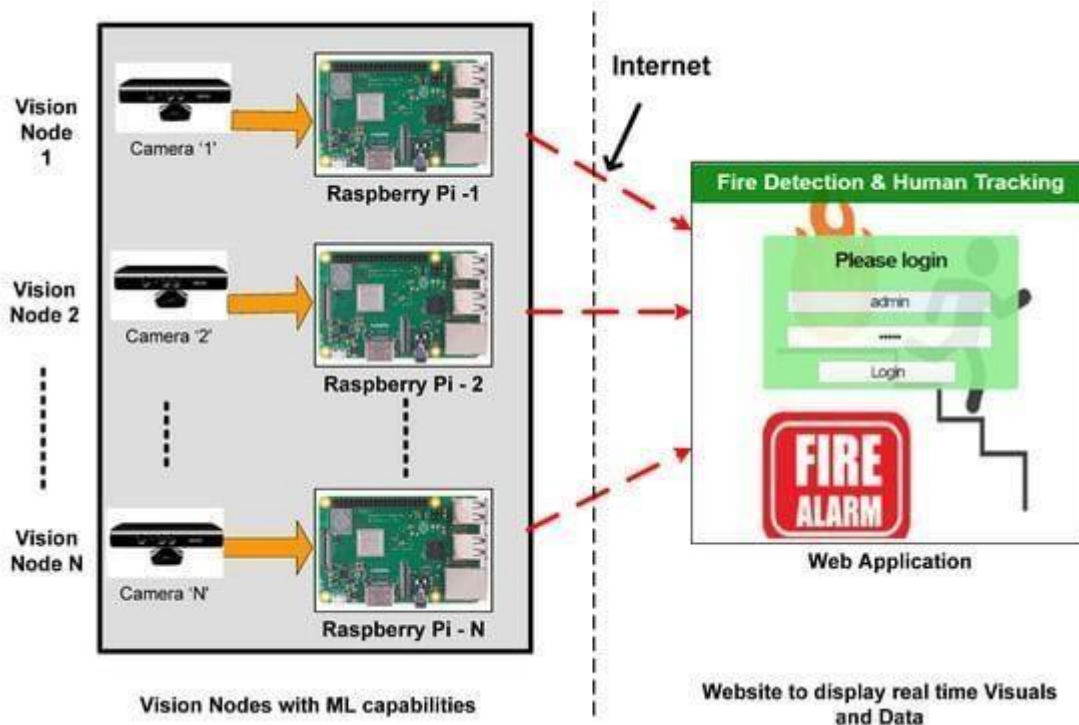 Vision
Node
1
Camera '1'
Raspberry Pi -1
Vision
Node 2
Camera '2'
Raspberry Pi - 2
Vision
Node N
Camera 'N'
Raspberry Pi - N
Vision Nodes with ML capabilities
Internet
Fire Detection & Human Tracking
Please login
admin
•••••
Login
FIRE
ALARM
Web Application
Website to display real time Visuals
and Data